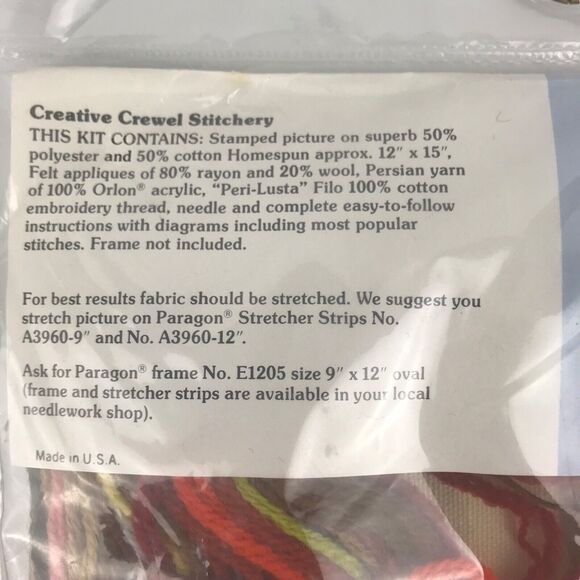 Creative Crewel Stitchery
THIS KIT CONTAINS: Stamped picture on superb 50%
polyester and 50% cotton Homespun approx. 12" x 15",
Felt appliques of 80% rayon and 20% wool, Persian yarn
of 100% Orlon® acrylic, "Peri-Lusta" Filo 100% cotton
embroidery thread, needle and complete easy-to-follow
instructions with diagrams including most popular
stitches. Frame not included.
For best results fabric should be stretched. We suggest you
stretch picture on Paragon® Stretcher Strips No.
A3960-9" and No. A3960-12".
Ask for Paragon® frame No. E1205 size 9" x 12" oval
(frame and stretcher strips are available in your local
needlework shop).
Made in U.S.A.